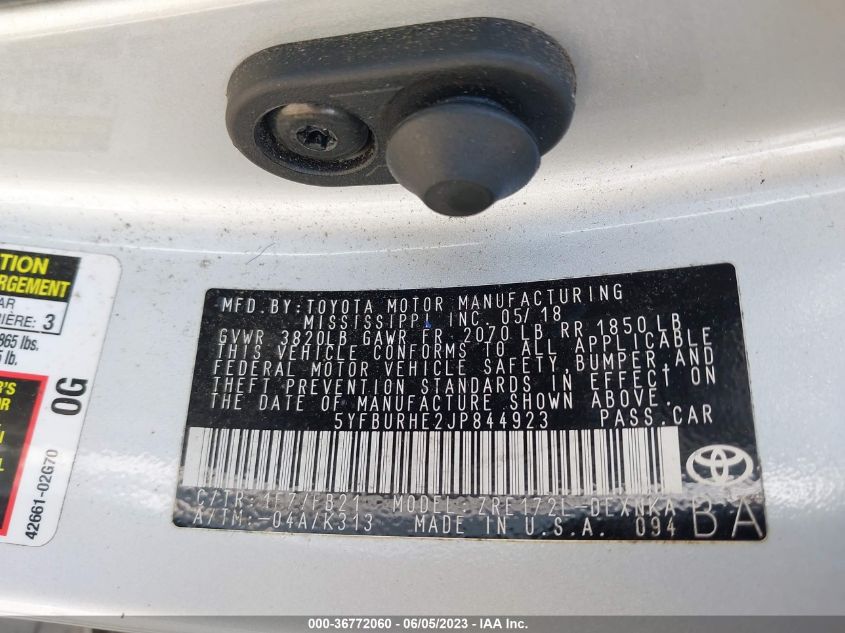 TION
RGEMENT
AR
IÈRE: 3
865 lbs.
5 lb.
R'S
OR
L
0G
42661-02G70
MFD.BY:TOYOTA MOTOR MANUFACTURING
MISSISSIPPI, INC 05/18
GVWR 3820LB GAWR FR 2070 LB RR 1850 LB
THIS VEHICLE CONFORMS TO ALL APPLICABLE
FEDERAL MOTOR VEHICLE SAFETY, BUMPER, AND
THEFT PREVENTION STANDARDS IN EFFECT ON
THE DATE OF MANUFACTURE SHOWN ABOVE.
5YFBURHE2JP844923 PASS.CAR
C/TR: 1F7/FB21 MODEL: ZRE172L-DEXNKA
A/TM:-04A/K313 MADE IN U.S.A. 094 BA
000-36772060 - 06/05/2023 - IAA Inc.